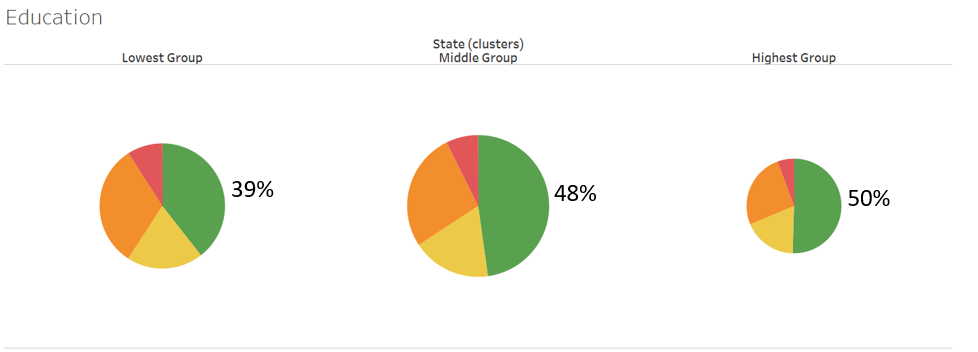 Education
State (clusters)
Lowest Group
Middle Group
Highest Group
39%
48%
50%